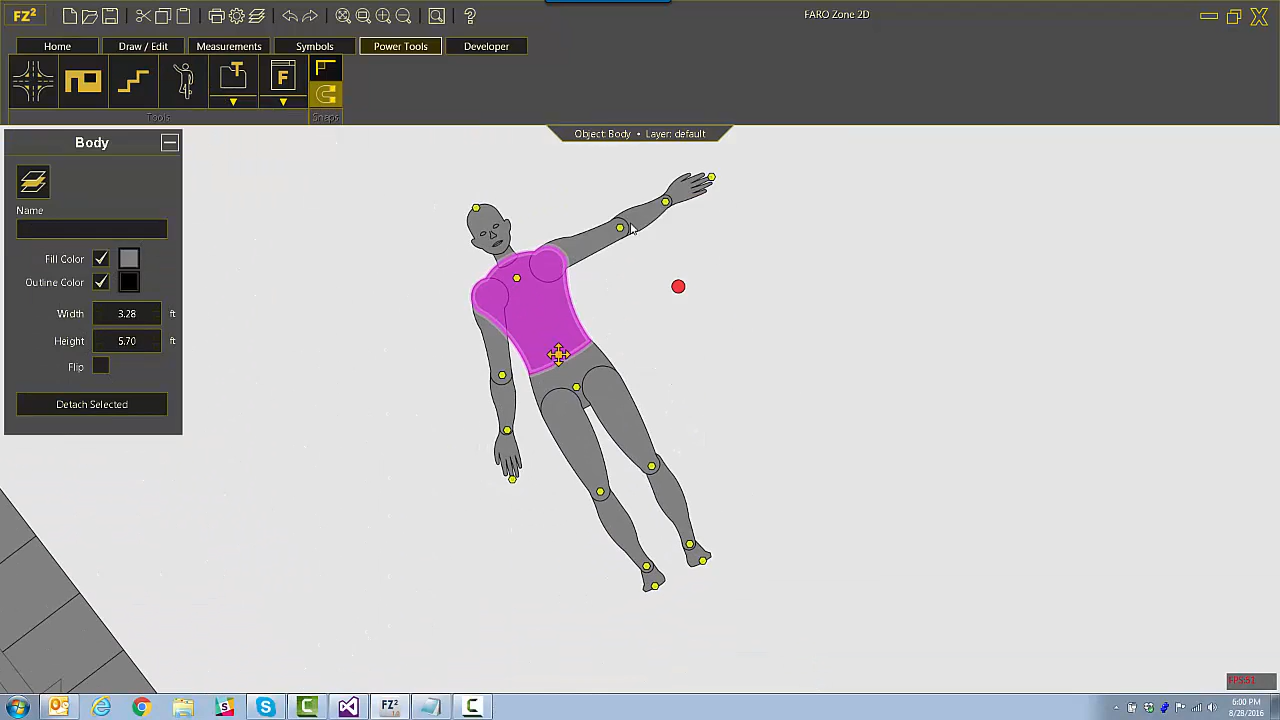 FZ²
FARO Zone 2D
Home
Draw / Edit
Measurements
Symbols
Power Tools
Developer
T
F
Tools
Snaps
Object: Body • Layer: default
Body
Name
Fill Color
Outline Color
Width 3.28 ft
Height 5.70 ft
Flip
Detach Selected
FPS:61
FZ²
6:00 PM
8/28/2016